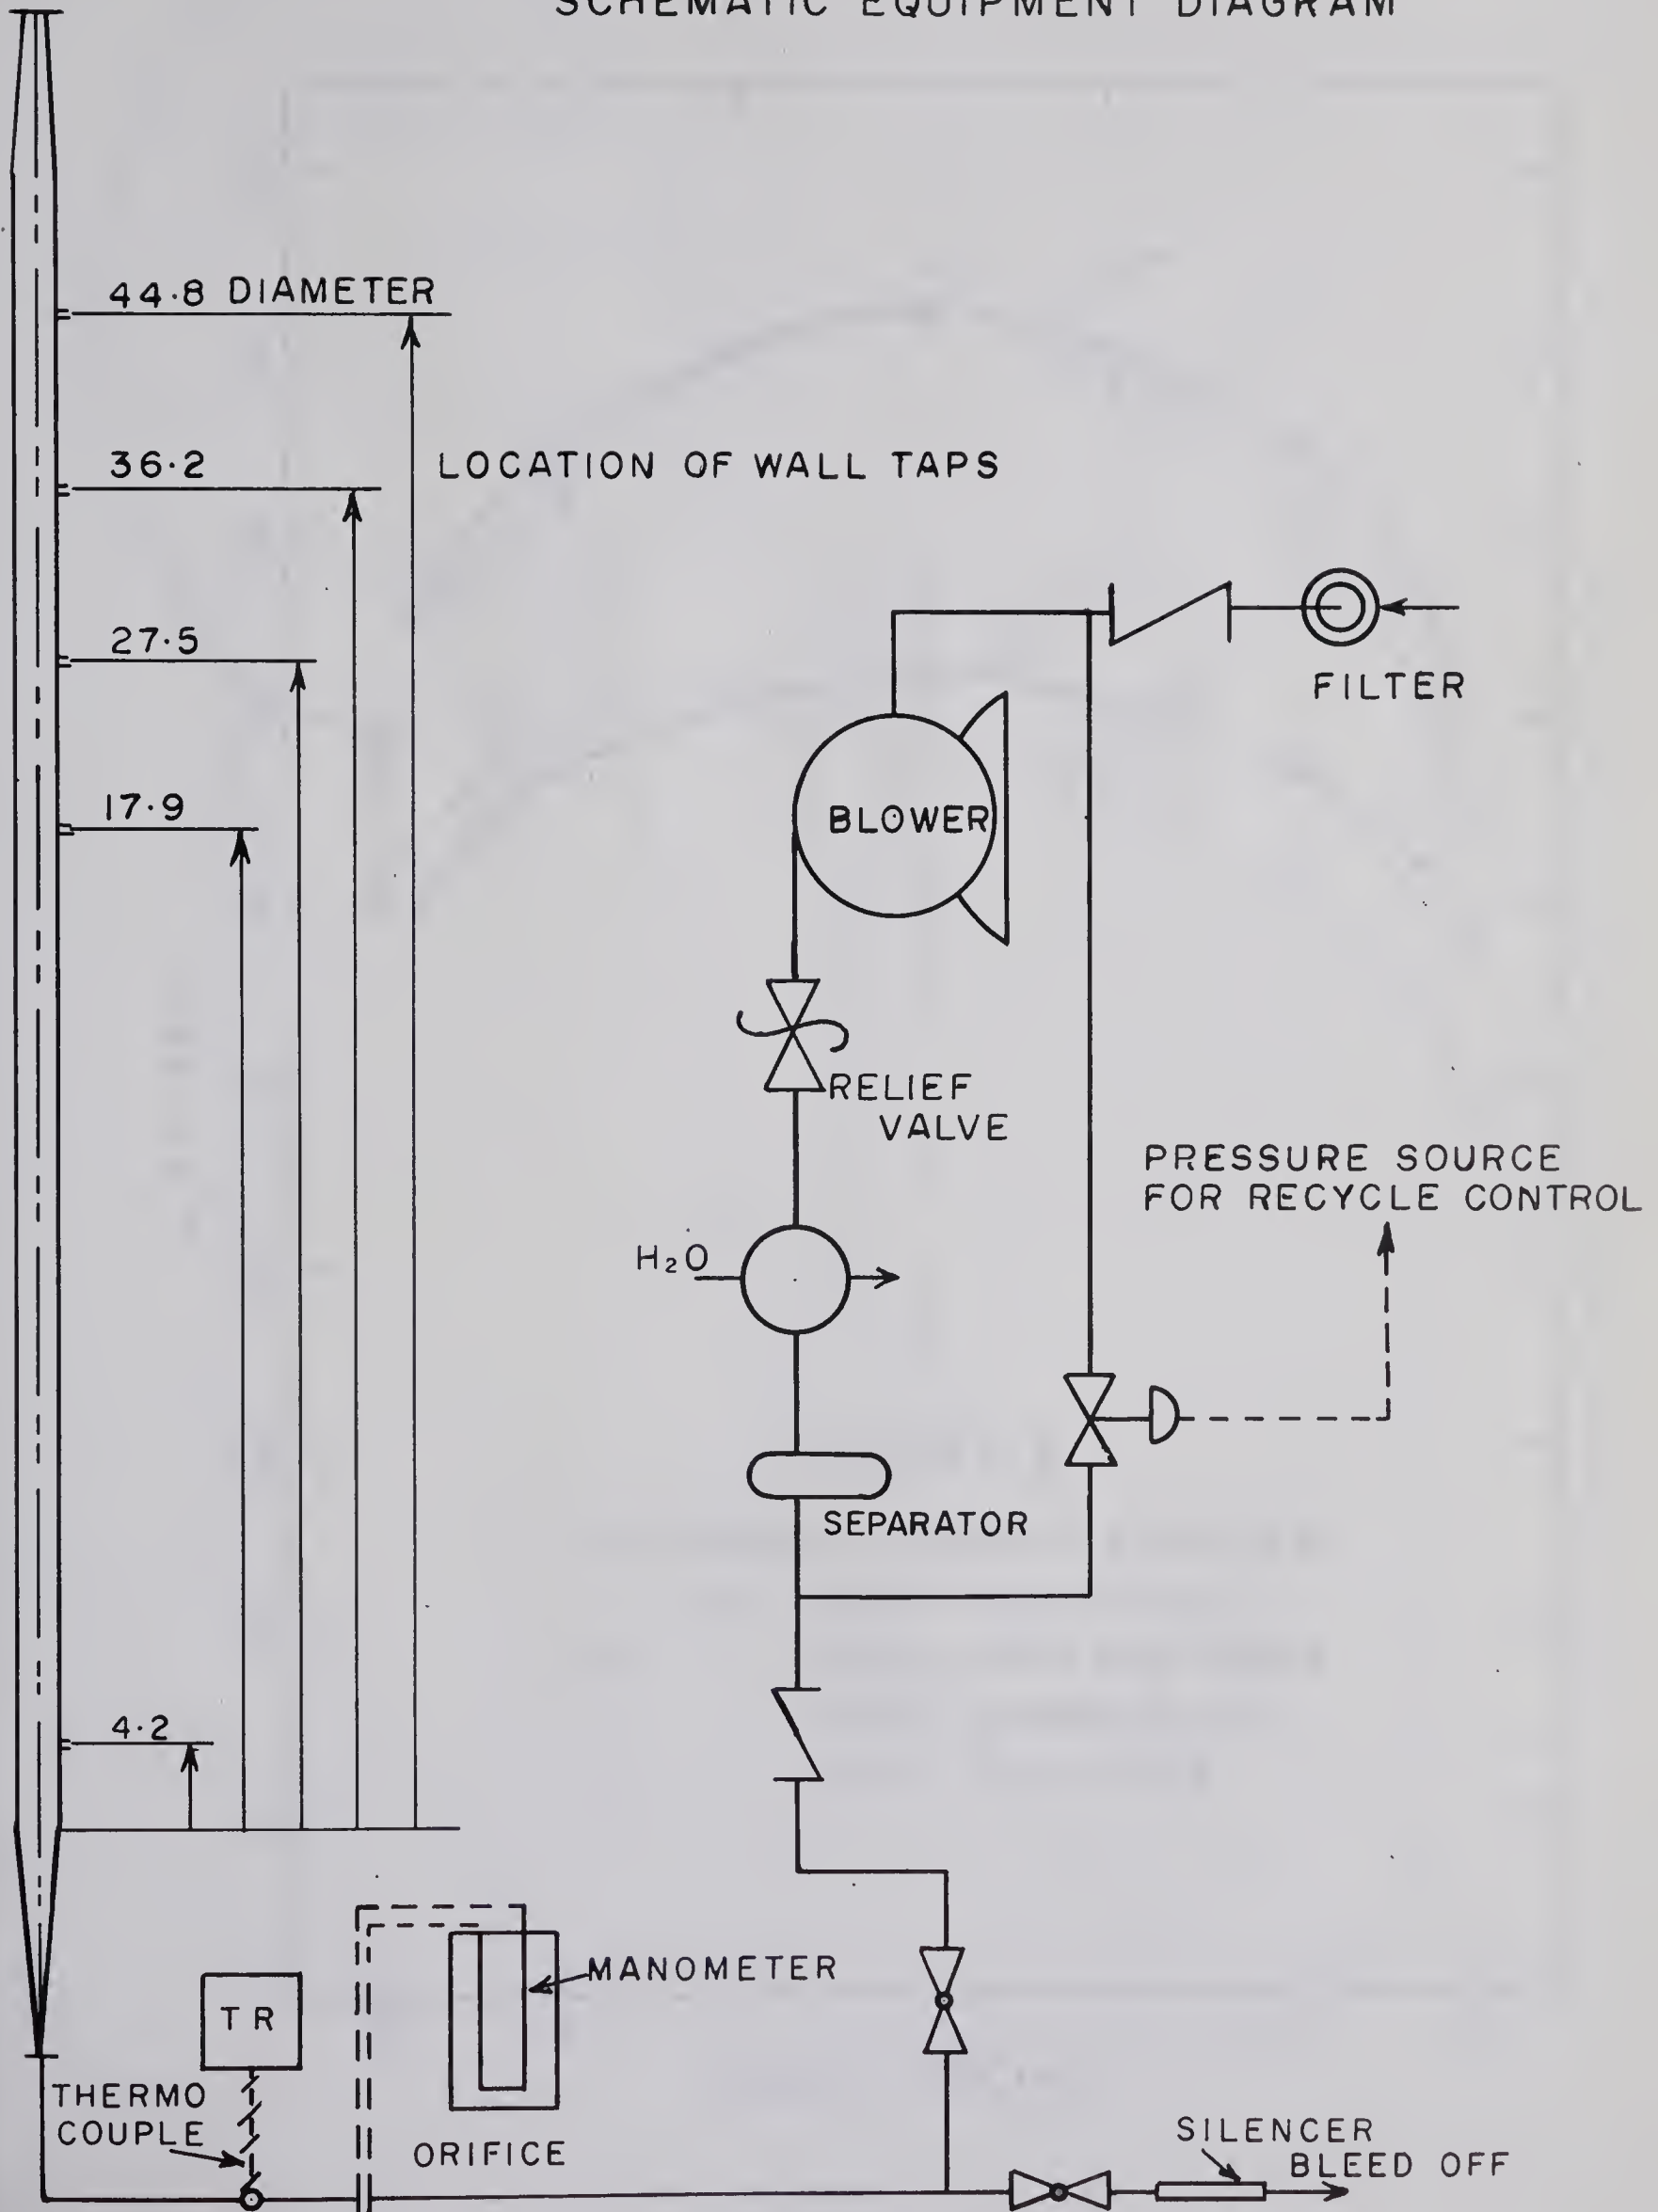 SCHEMATIC EQUIPMENT DIAGRAM
44.8 DIAMETER
36.2
LOCATION OF WALL TAPS
27.5
FILTER
17.9
BLOWER
RELIEF
VALVE
PRESSURE SOURCE
FOR RECYCLE CONTROL
H₂O
SEPARATOR
4.2
MANOMETER
TR
THERMO
COUPLE
ORIFICE
SILENCER
BLEED OFF